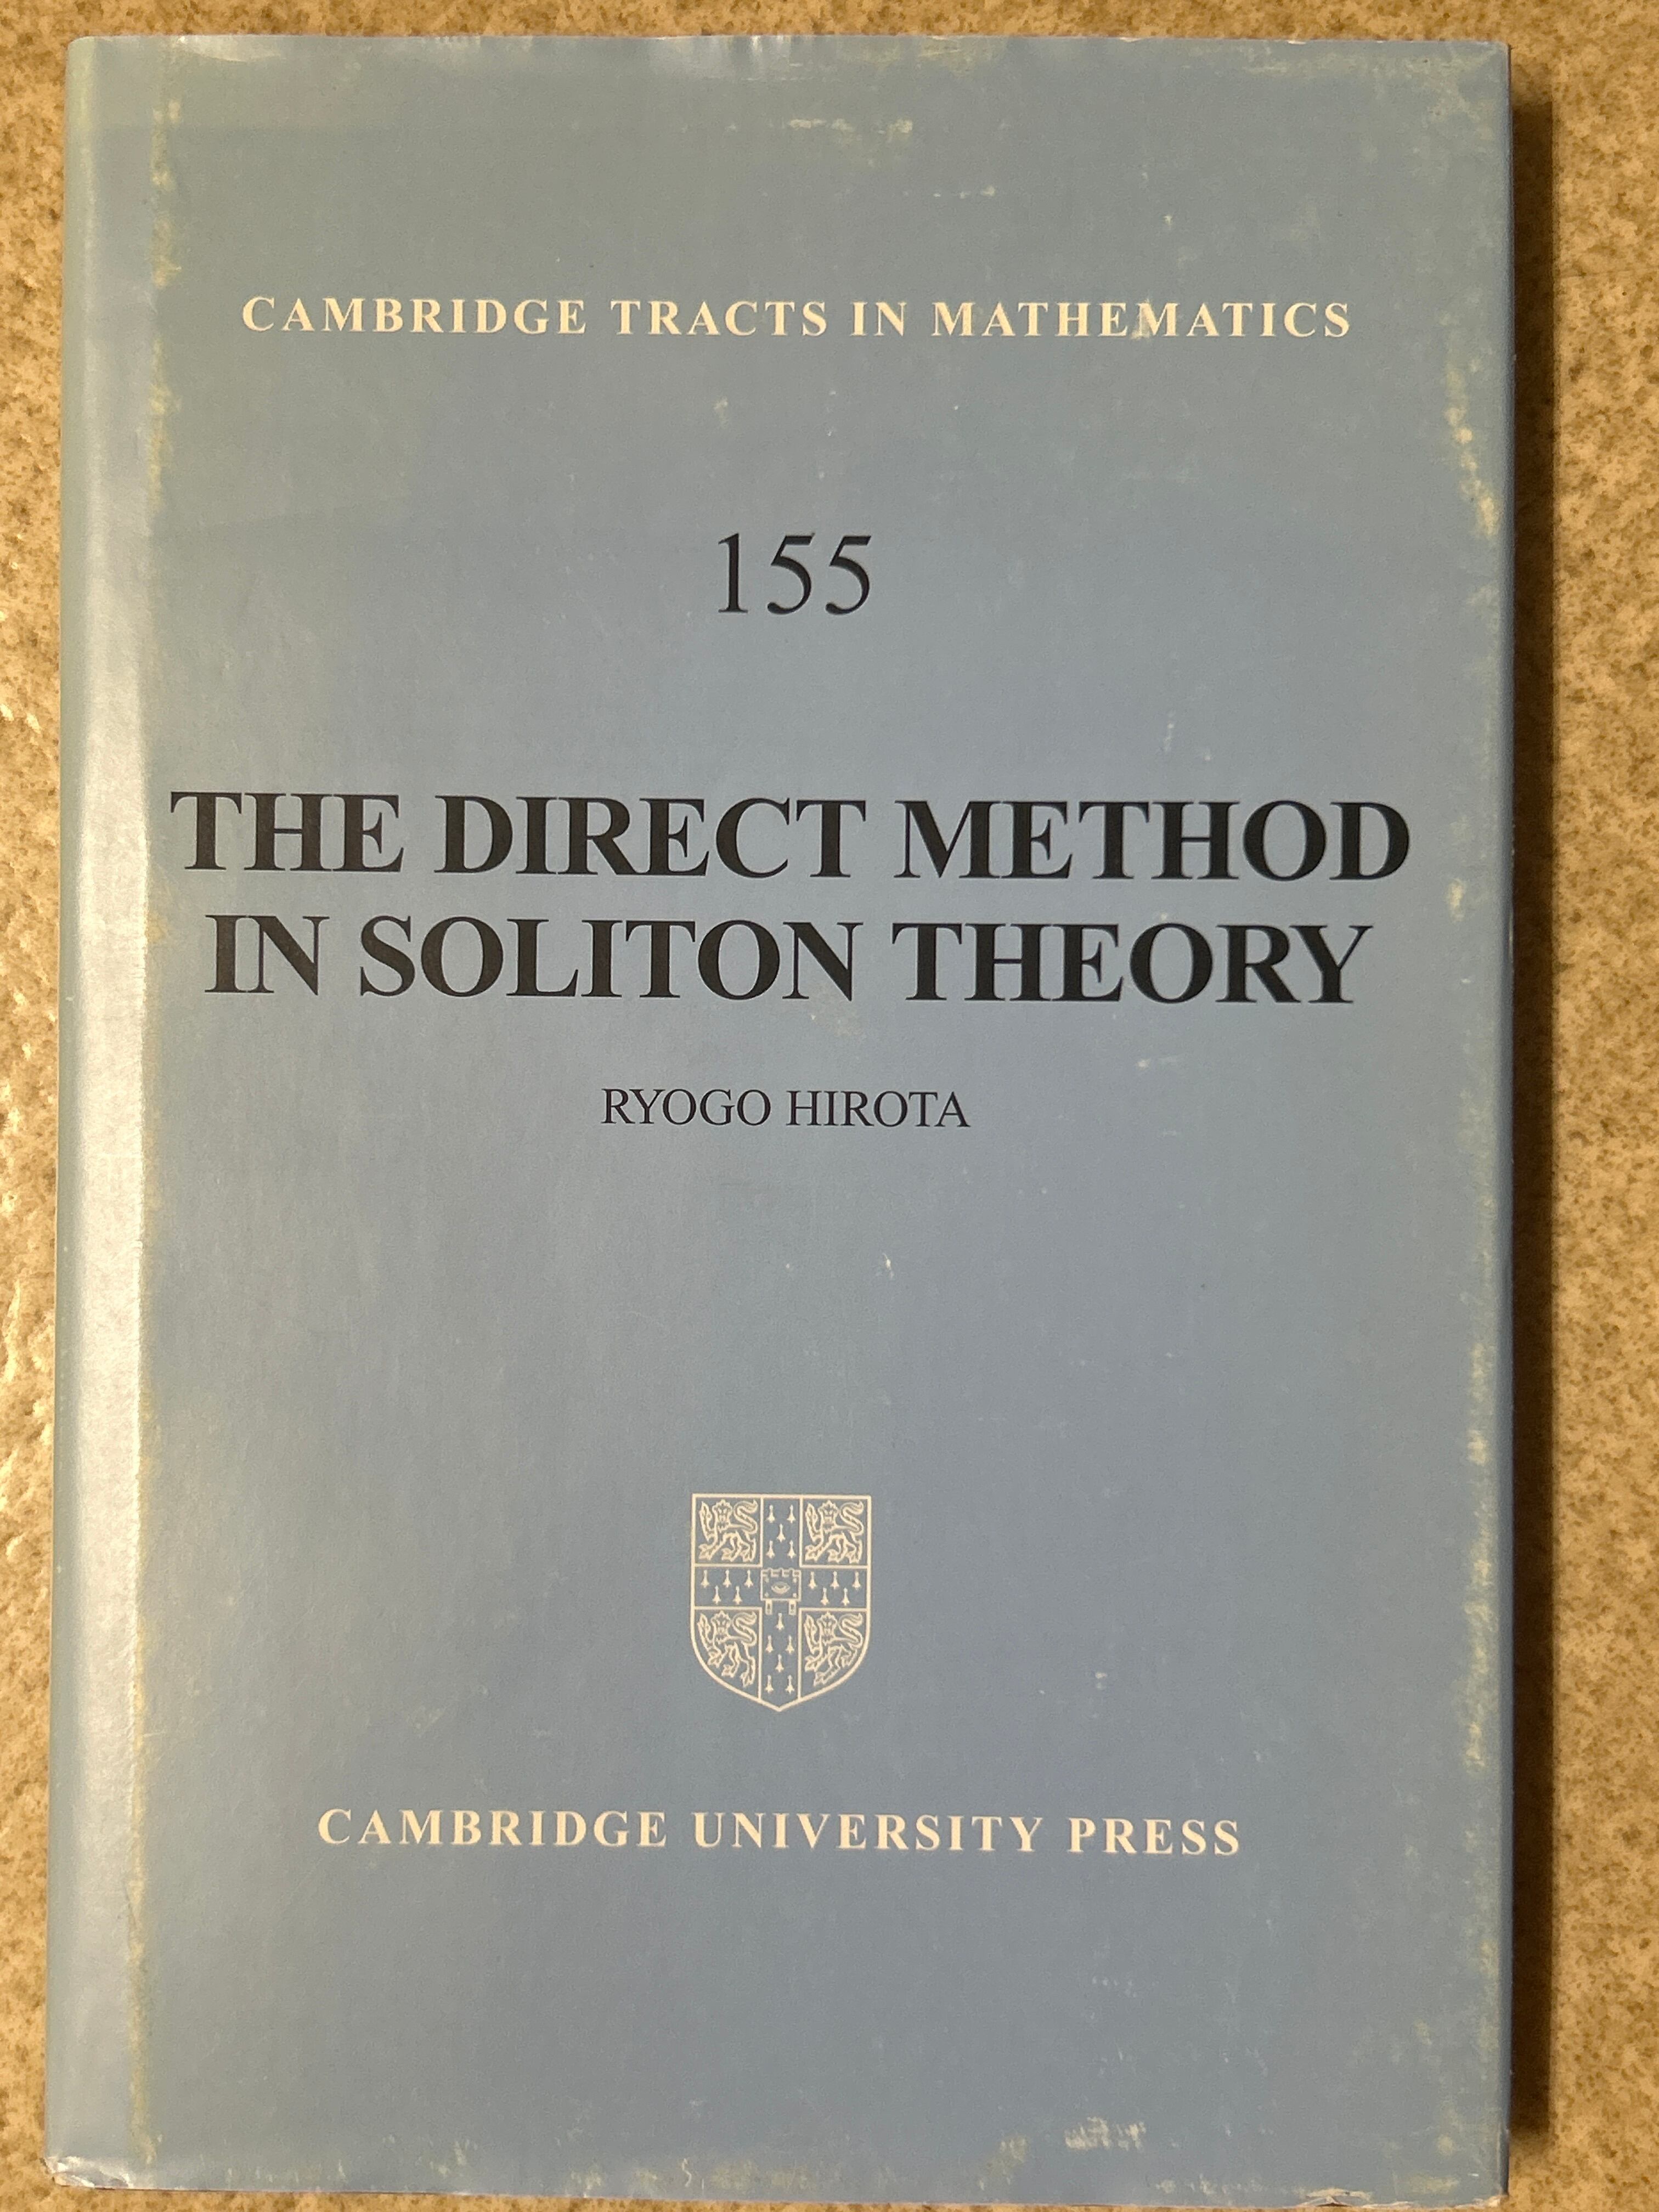 CAMBRIDGE TRACTS IN MATHEMATICS
155
THE DIRECT METHOD
IN SOLITON THEORY
RYOGO HIROTA
CAMBRIDGE UNIVERSITY PRESS